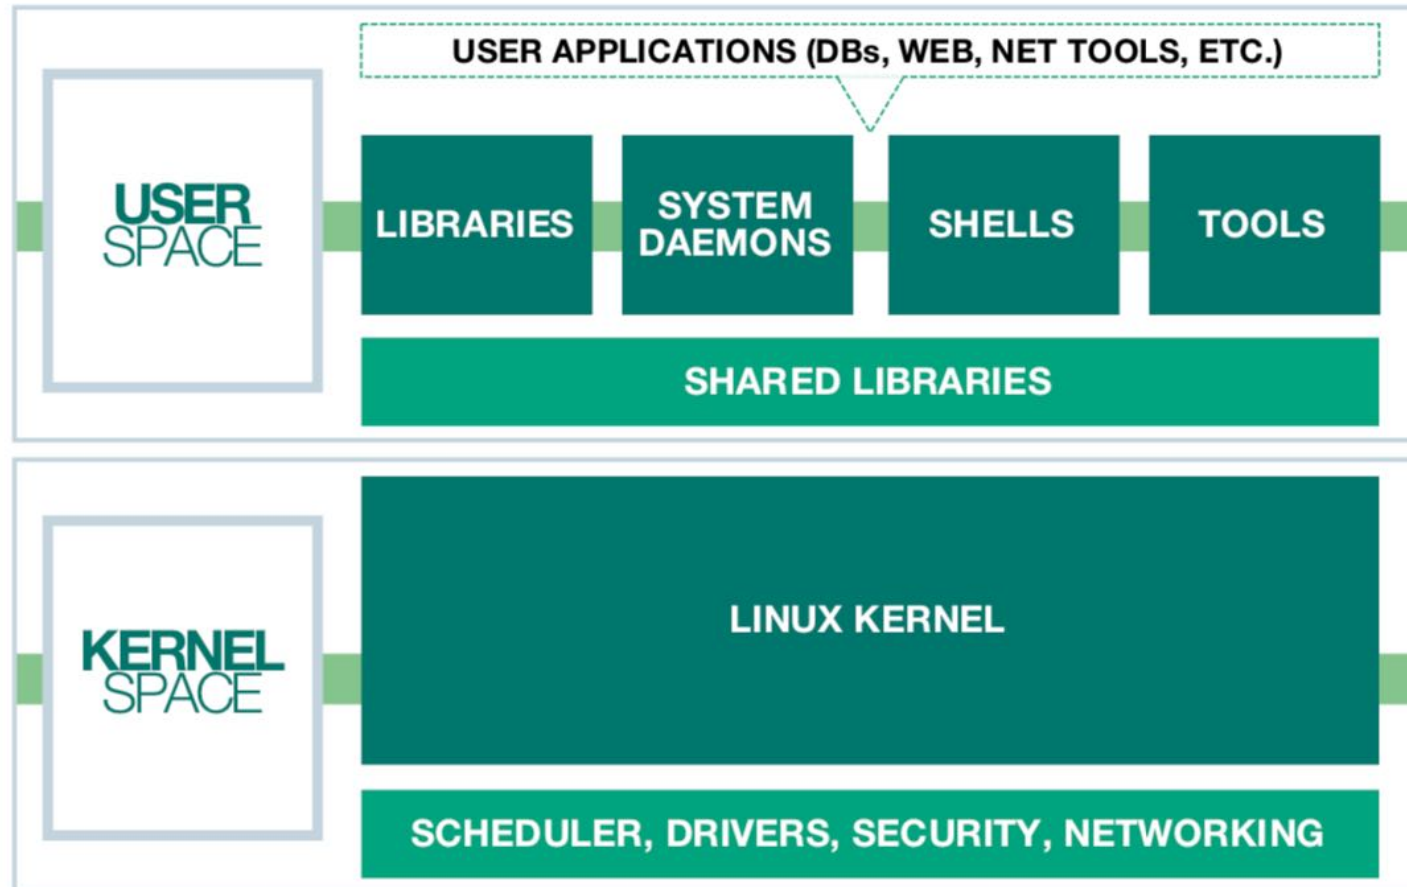 USER APPLICATIONS (DBs, WEB, NET TOOLS, ETC.)
USER
SPACE
LIBRARIES
SYSTEM
DAEMONS
SHELLS
TOOLS
SHARED LIBRARIES
KERNEL
SPACE
LINUX KERNEL
SCHEDULER, DRIVERS, SECURITY, NETWORKING